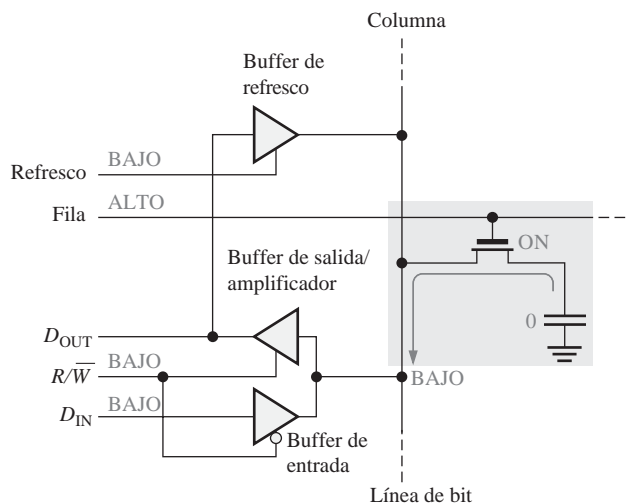 Columna
Buffer de
refresco
BAJO
Refresco
ALTO
Fila
ON
Buffer de salida/
amplificador
0
D_OUT
BAJO
R/W̅
BAJO
BAJO
D_IN
Buffer de
entrada
Línea de bit